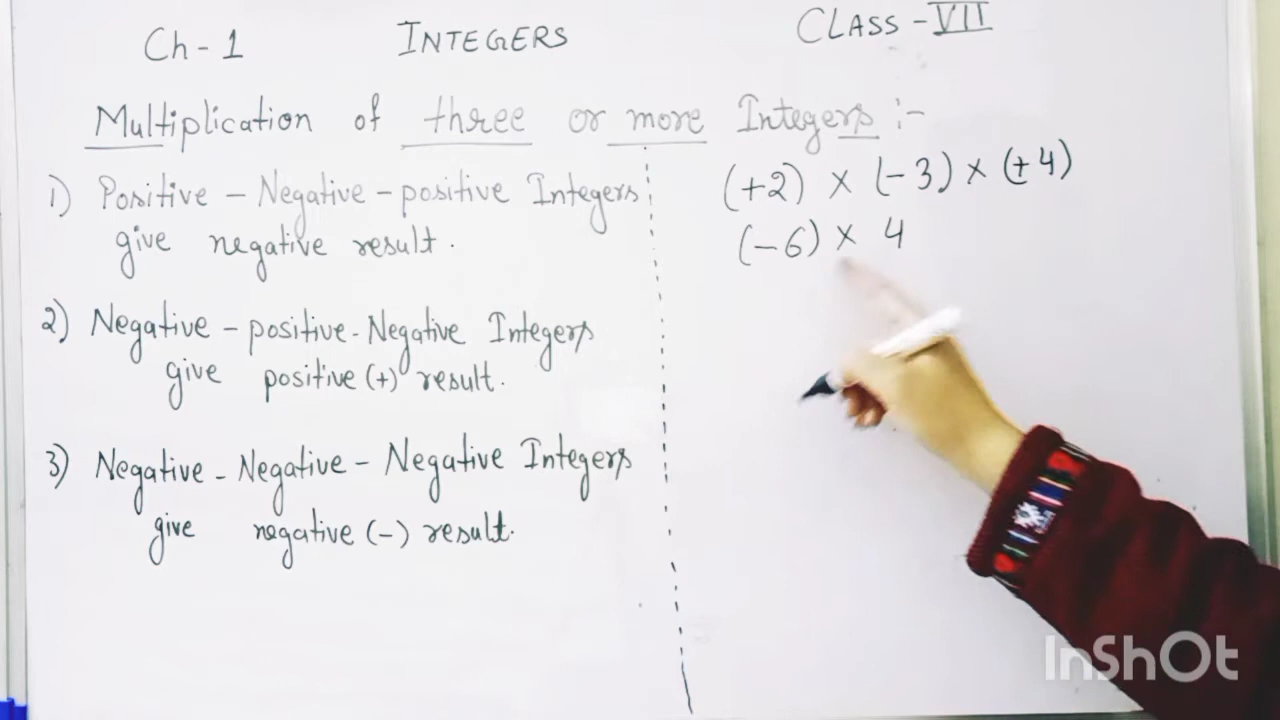 Ch-1 INTEGERS CLASS-VII
Multiplication of three or more Integers :-
1) Positive - Negative - positive Integers
give negative result.
2) Negative - positive - Negative Integers
give positive (+) result.
3) Negative - Negative - Negative Integers
give negative (-) result.
(+2) × (-3) × (+4)
(-6) × 4
InShOt